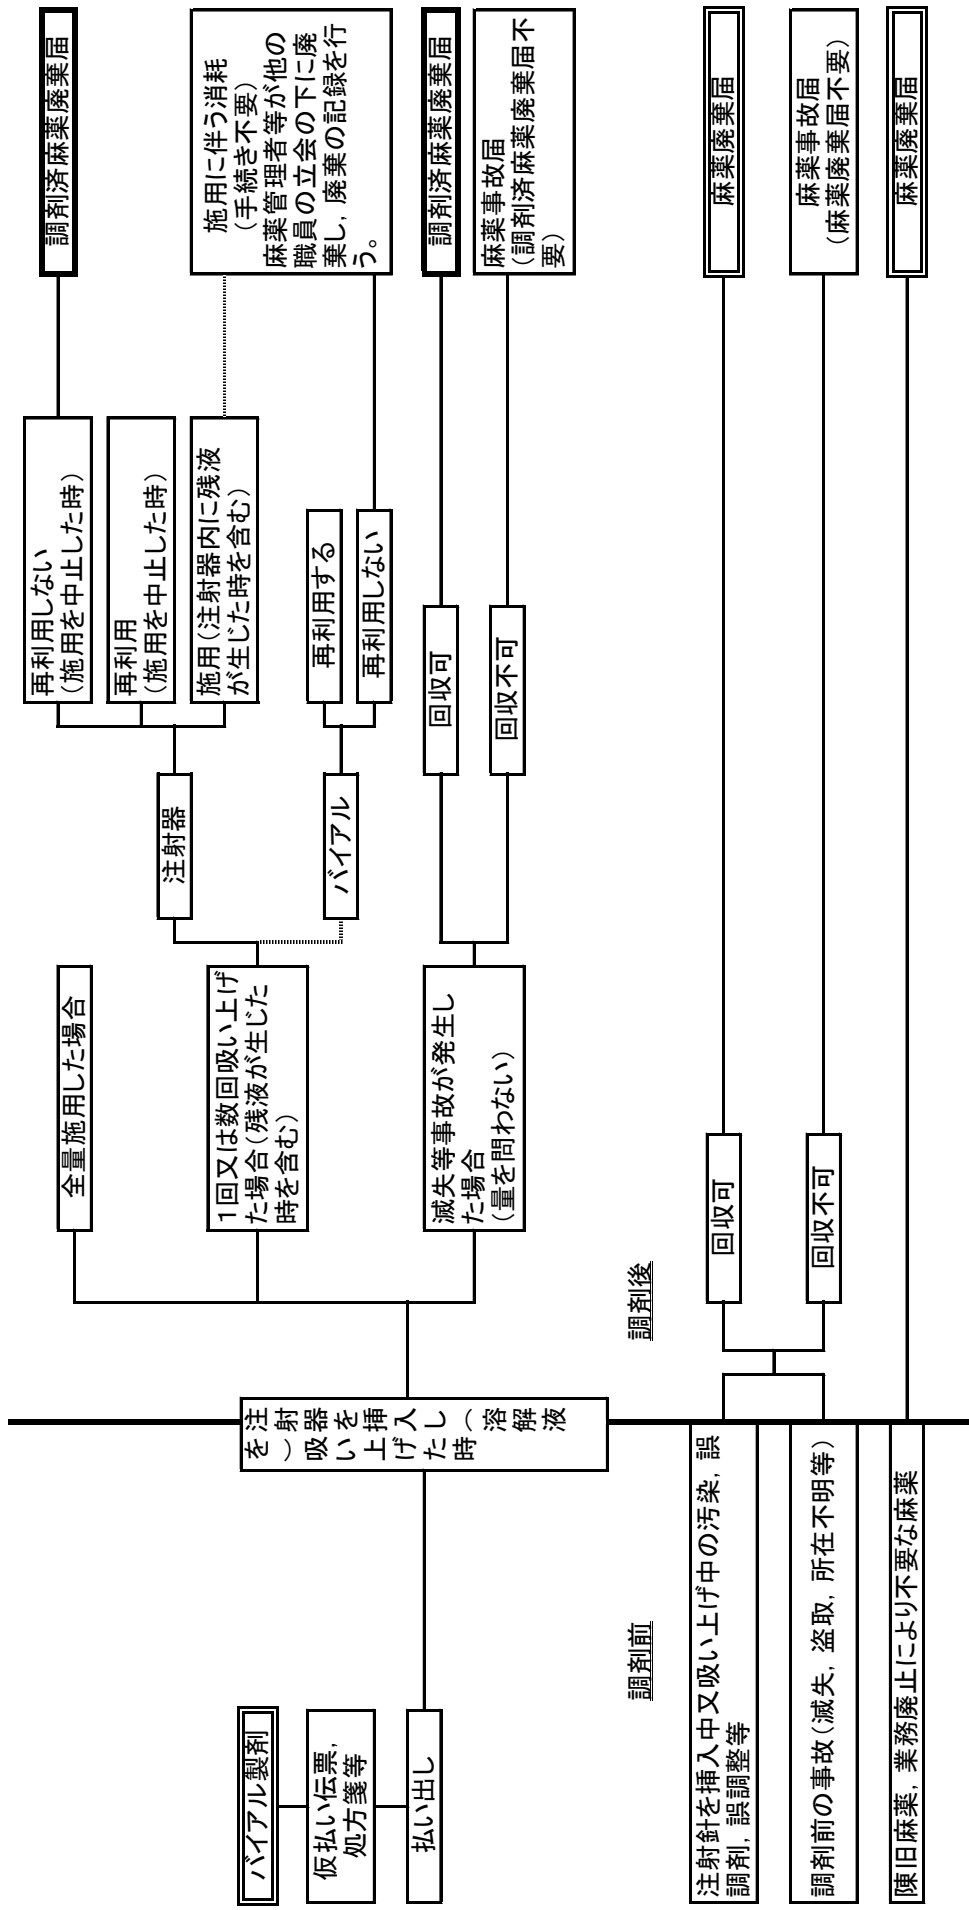 バイアル製剤
仮払い伝票,
処方箋等
払い出し
注射器を挿入し(溶解液
を)吸い上げた時
全量施用した場合
1回又は数回吸い上げ
た場合(残液が生じた
時を含む)
滅失等事故が発生し
た場合
(量を問わない)
注射器
バイアル
再利用しない
(施用を中止した時)
再利用
(施用を中止した時)
施用(注射器内に残液
が生じた時を含む)
再利用する
再利用しない
回収可
回収不可
調剤済麻薬廃棄届
施用に伴う消耗
(手続き不要)
麻薬管理者等が他の
職員の立会の下に廃
棄し, 廃棄の記録を行
う。
調剤済麻薬廃棄届
麻薬事故届
(調剤済麻薬廃棄届不
要)
調剤前
調剤後
注射針を挿入中又吸い上げ中の汚染, 誤
調剤, 誤調整等
調剤前の事故(滅失, 盗取, 所在不明等)
陳旧麻薬, 業務廃止により不要な麻薬
回収可
回収不可
麻薬廃棄届
麻薬事故届
(麻薬廃棄届不要)
麻薬廃棄届